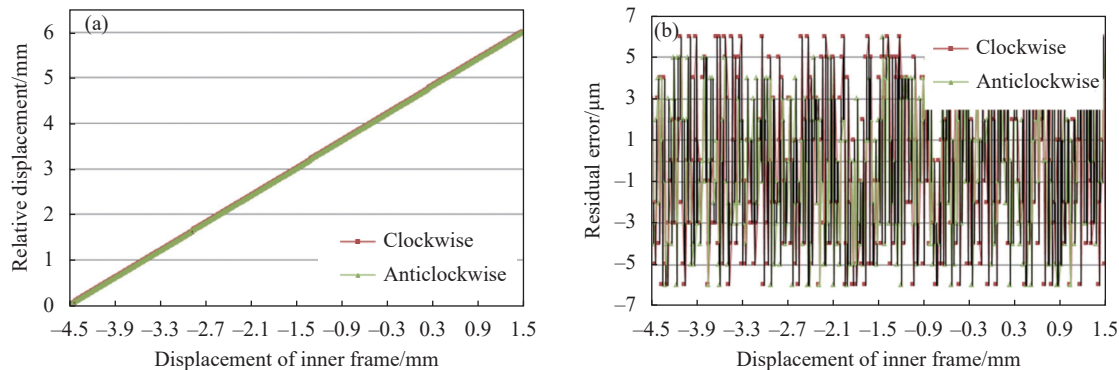 (a)
Relative displacement/mm
6
5
4
3
2
1
0
Clockwise
Anticlockwise
–4.5 –3.9 –3.3 –2.7 –2.1 –1.5 –0.9 –0.3 0.3 0.9 1.5
Displacement of inner frame/mm
(b)
Residual error/μm
7
5
3
1
–1
–3
–5
–7
Clockwise
Anticlockwise
–4.5 –3.9 –3.3 –2.7 –2.1 –1.5 –0.9 –0.3 0.3 0.9 1.5
Displacement of inner frame/mm